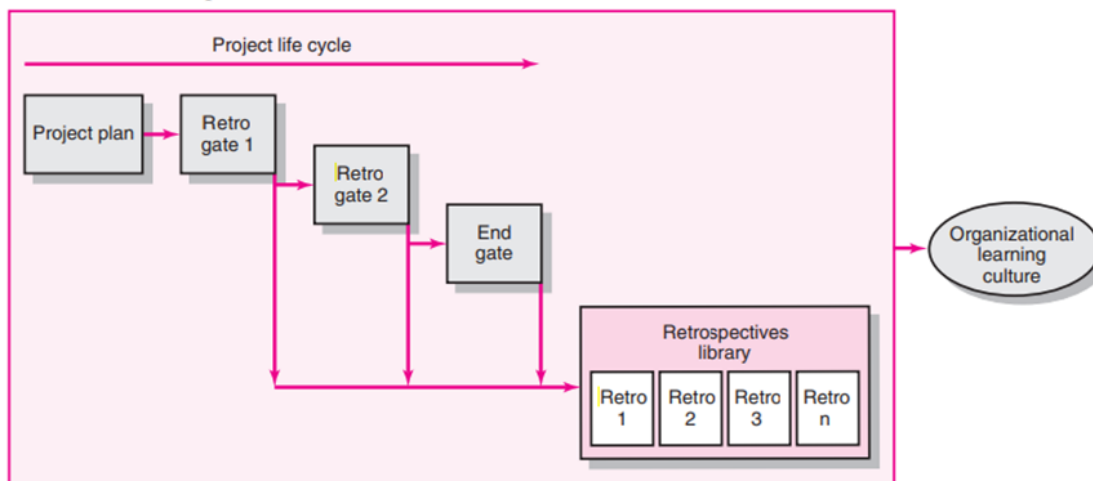 Project life cycle
Project plan
Retro
gate 1
Retro
gate 2
End
gate
Organizational
learning
culture
Retrospectives
library
Retro
1
Retro
2
Retro
3
Retro
n